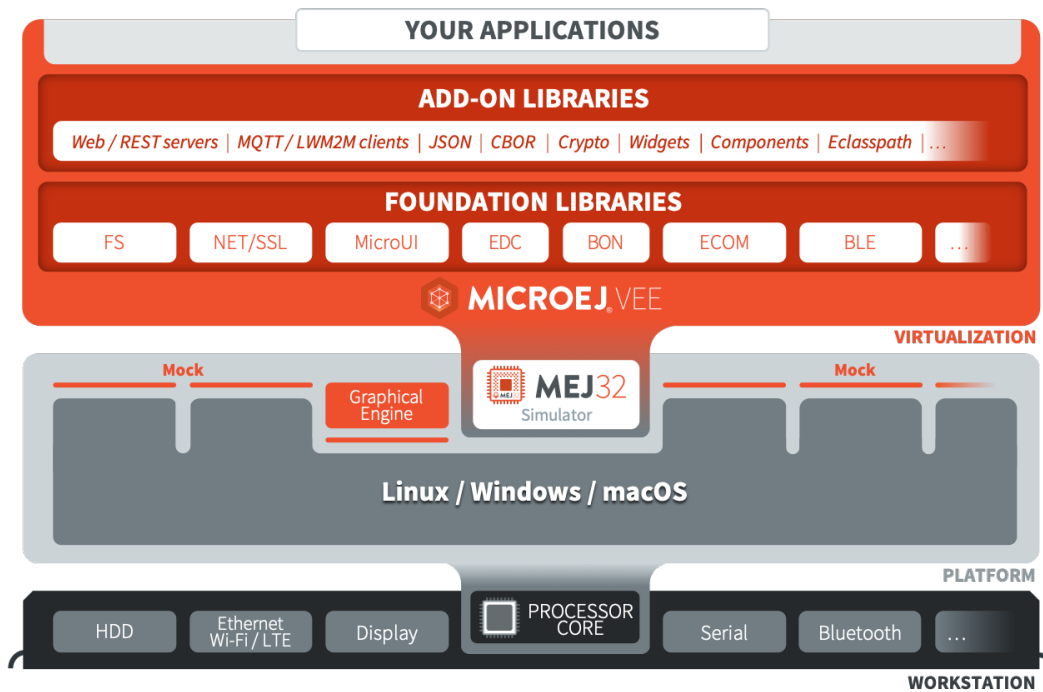 YOUR APPLICATIONS
ADD-ON LIBRARIES
Web / REST servers | MQTT / LWM2M clients | JSON | CBOR | Crypto | Widgets | Components | Eclasspath | ...
FOUNDATION LIBRARIES
FS
NET/SSL
MicroUI
EDC
BON
ECOM
BLE
...
MICROEJ® VEE
VIRTUALIZATION
Mock
Graphical
Engine
MEJ32
MEJ32
Simulator
Mock
Linux / Windows / macOS
PLATFORM
HDD
Ethernet
Wi-Fi / LTE
Display
PROCESSOR
CORE
Serial
Bluetooth
...
WORKSTATION